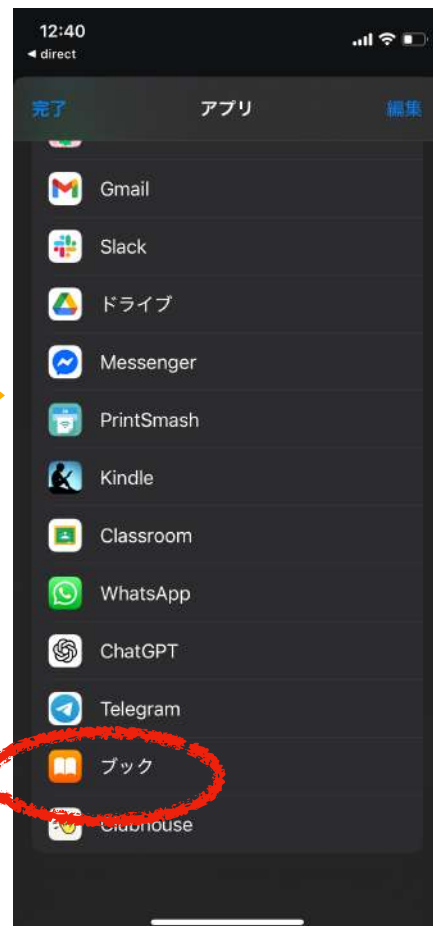 12:40
◀ direct
完了 アプリ 編集
Gmail
Slack
ドライブ
Messenger
PrintSmash
Kindle
Classroom
WhatsApp
ChatGPT
Telegram
ブック
Clubhouse